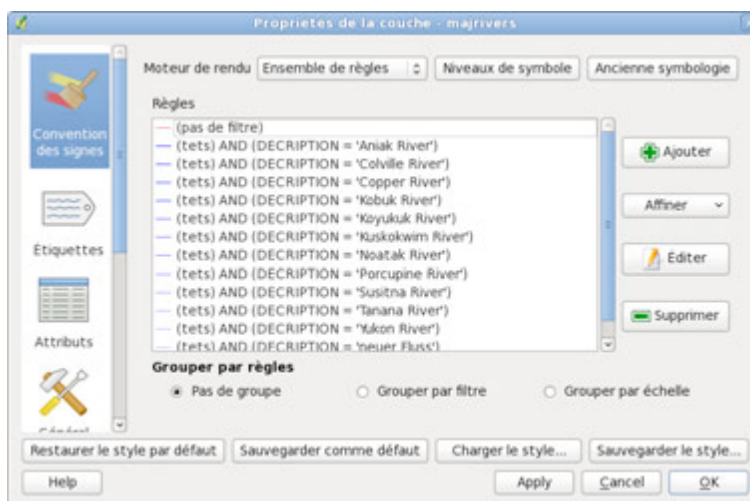 Propriétés de la couche - majrivers
Convention des signes
Étiquettes
Attributs
Général
Moteur de rendu Ensemble de règles Niveaux de symbole Ancienne symbologie
Règles
(pas de filtre)
(tets) AND (DECRIPTION = 'Aniak River')
(tets) AND (DECRIPTION = 'Colville River')
(tets) AND (DECRIPTION = 'Copper River')
(tets) AND (DECRIPTION = 'Kobuk River')
(tets) AND (DECRIPTION = 'Koyukuk River')
(tets) AND (DECRIPTION = 'Kuskokwim River')
(tets) AND (DECRIPTION = 'Noatak River')
(tets) AND (DECRIPTION = 'Porcupine River')
(tets) AND (DECRIPTION = 'Susitna River')
(tets) AND (DECRIPTION = 'Tanana River')
(tets) AND (DECRIPTION = 'Yukon River')
(tets) AND (DECRIPTION = 'neuer Fluss')
Ajouter
Affiner
Éditer
Supprimer
Grouper par règles
Pas de groupe Grouper par filtre Grouper par échelle
Restaurer le style par défaut Sauvegarder comme défaut Charger le style... Sauvegarder le style...
Help Apply Cancel OK